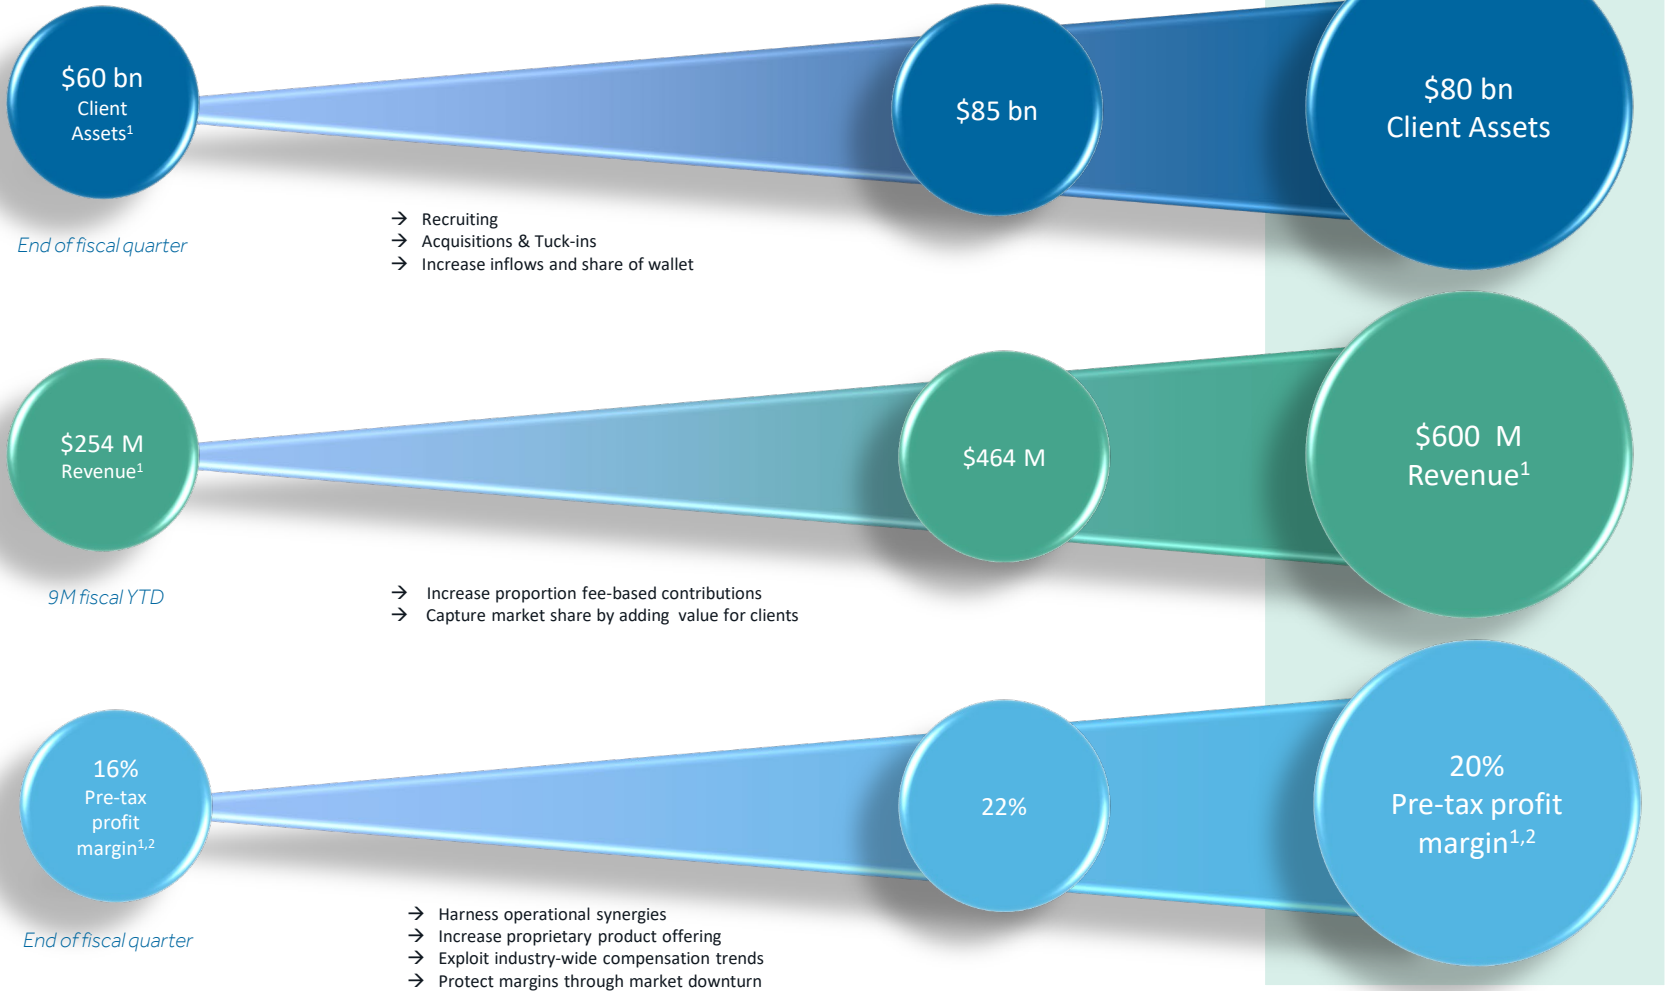 $60 bn
Client
Assets¹
$85 bn
$80 bn
Client Assets
End of fiscal quarter
→ Recruiting
→ Acquisitions & Tuck-ins
→ Increase inflows and share of wallet
$254 M
Revenue¹
$464 M
$600 M
Revenue¹
9M fiscal YTD
→ Increase proportion fee-based contributions
→ Capture market share by adding value for clients
16%
Pre-tax
profit
margin¹,²
22%
20%
Pre-tax profit
margin¹,²
End of fiscal quarter
→ Harness operational synergies
→ Increase proprietary product offering
→ Exploit industry-wide compensation trends
→ Protect margins through market downturn